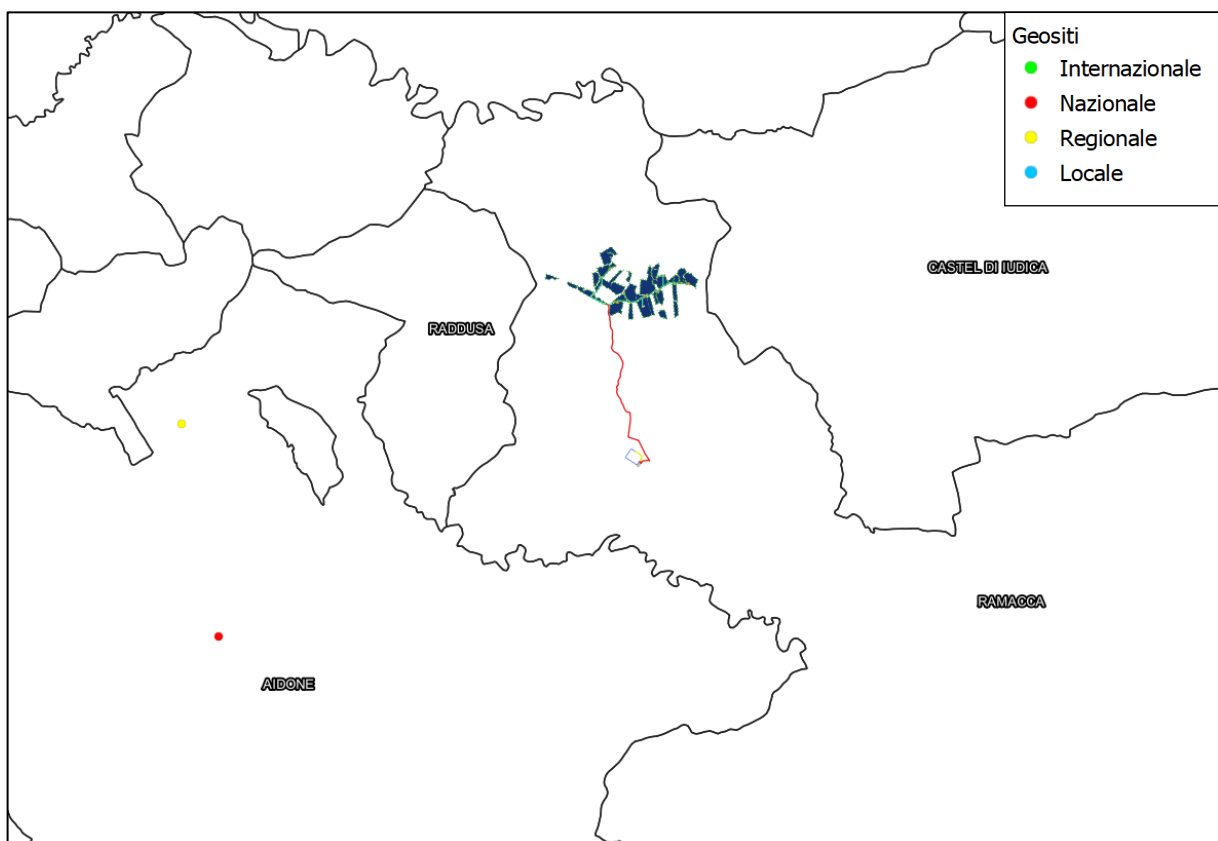 Geositi
Internazionale
Nazionale
Regionale
Locale
CASTEL DI IUDICA
RADDUSA
RAMACCA
AIDONE